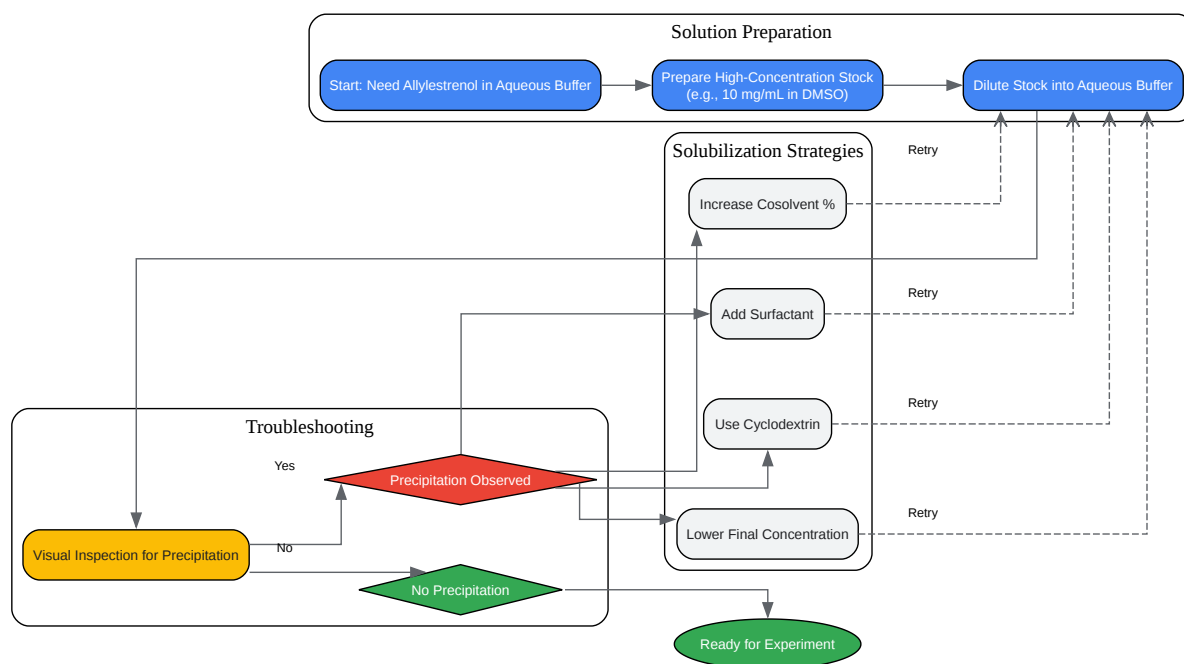 Solution Preparation
Start: Need Allylestrenol in Aqueous Buffer
Prepare High-Concentration Stock
(e.g., 10 mg/mL in DMSO)
Dilute Stock into Aqueous Buffer
Solubilization Strategies
Retry
Increase Cosolvent %
Retry
Add Surfactant
Retry
Use Cyclodextrin
Troubleshooting
Yes
Precipitation Observed
Retry
Lower Final Concentration
No
Visual Inspection for Precipitation
No Precipitation
Ready for Experiment